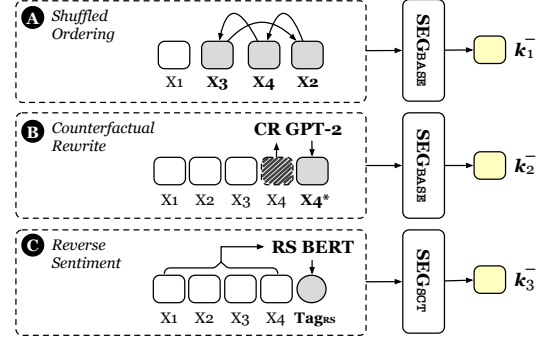 A Shuffled
Ordering
X1 X3 X4 X2
SEGBASE
k1−
B Counterfactual
Rewrite
CR GPT-2
X1 X2 X3 X4 X4*
SEGBASE
k2−
C Reverse
Sentiment
RS BERT
X1 X2 X3 X4 TagRS
SEGSCT
k3−